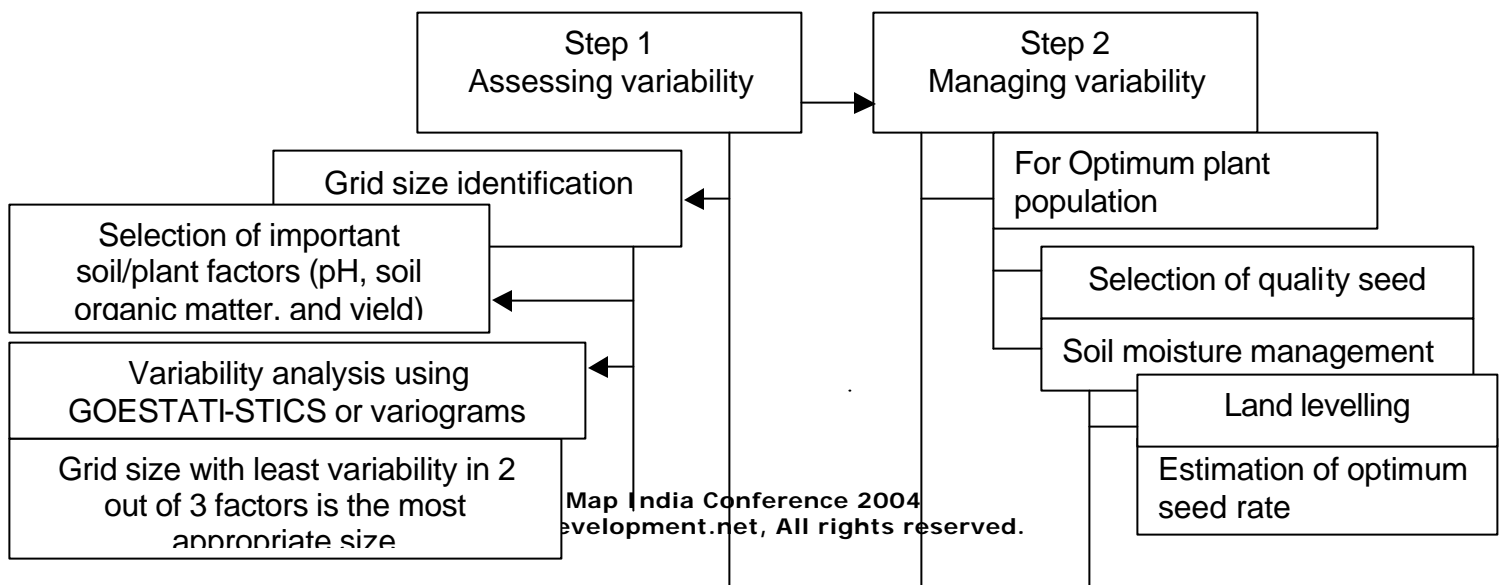 Step 1
Assessing variability
Step 2
Managing variability
Grid size identification
For Optimum plant
population
Selection of important
soil/plant factors (pH, soil
organic matter, and yield)
Selection of quality seed
Soil moisture management
Variability analysis using
GOESTATI-STICS or variograms
Land levelling
Grid size with least variability in 2
out of 3 factors is the most
appropriate size
Estimation of optimum
seed rate
Map India Conference 2004
evelopment.net, All rights reserved.